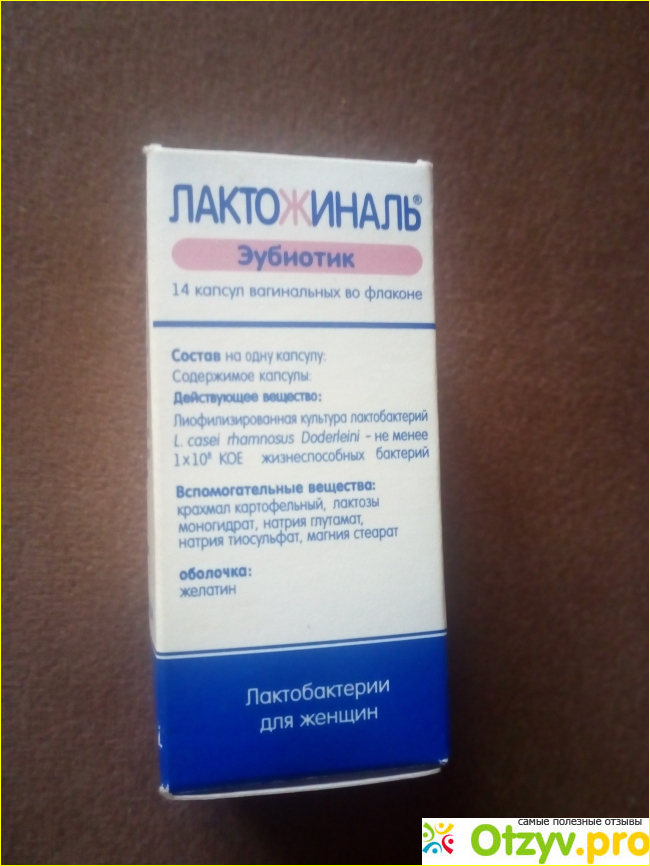 ЛАКТОЖИНАЛЬ®
Эубиотик
14 капсул вагинальных во флаконе
Состав на одну капсулу:
Содержимое капсулы:
Действующее вещество:
Лиофилизированная культура лактобактерий
L. casei rhamnosus Doderleini – не менее
1х10⁸ КОЕ жизнеспособных бактерий
Вспомогательные вещества:
крахмал картофельный, лактозы
моногидрат, натрия глутамат,
натрия тиосульфат, магния стеарат
оболочка:
желатин
Лактобактерии
для женщин
самые полезные отзывы
Otzyv.pro